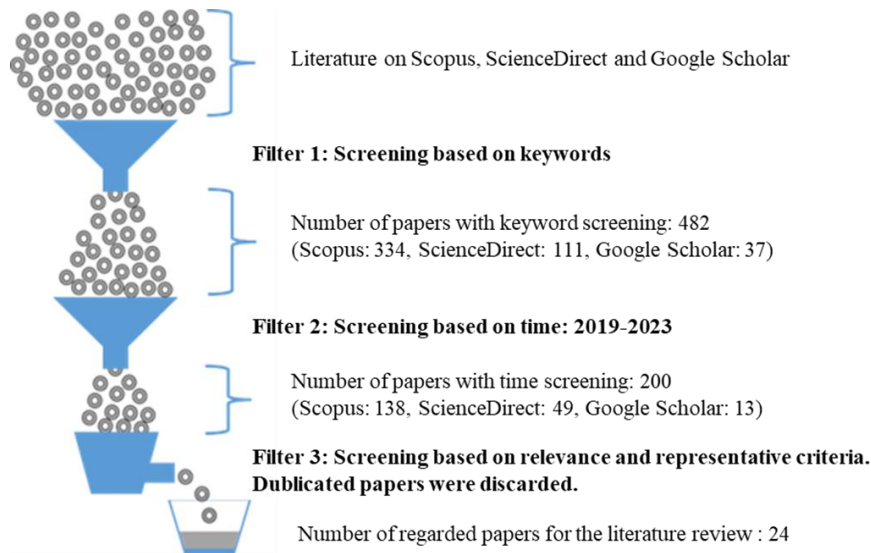 Literature on Scopus, ScienceDirect and Google Scholar
Filter 1: Screening based on keywords
Number of papers with keyword screening: 482
(Scopus: 334, ScienceDirect: 111, Google Scholar: 37)
Filter 2: Screening based on time: 2019-2023
Number of papers with time screening: 200
(Scopus: 138, ScienceDirect: 49, Google Scholar: 13)
Filter 3: Screening based on relevance and representative criteria.
Dublicated papers were discarded.
Number of regarded papers for the literature review : 24